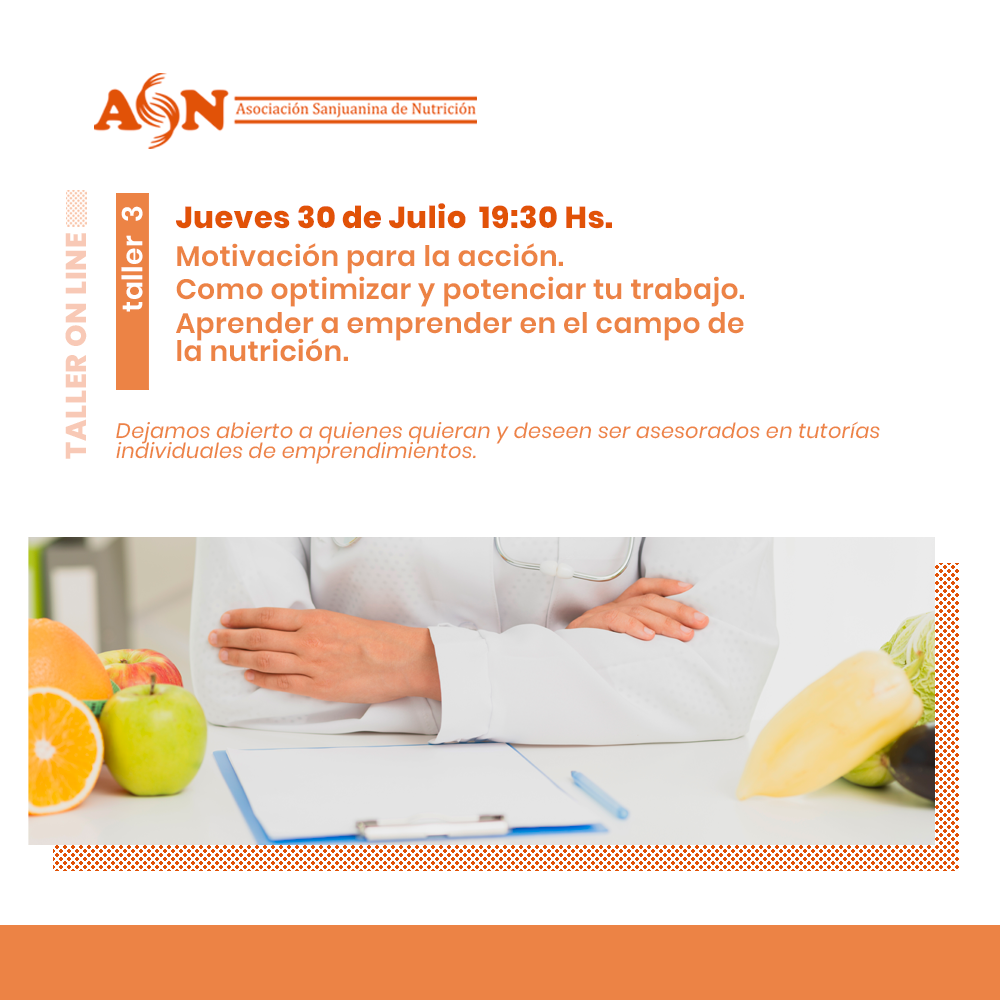 ASN
Asociación Sanjuanina de Nutrición
TALLER ON LINE
taller 3
Jueves 30 de Julio 19:30 Hs.
Motivación para la acción.
Como optimizar y potenciar tu trabajo.
Aprender a emprender en el campo de
la nutrición.
Dejamos abierto a quienes quieran y deseen ser asesorados en tutorías
individuales de emprendimientos.